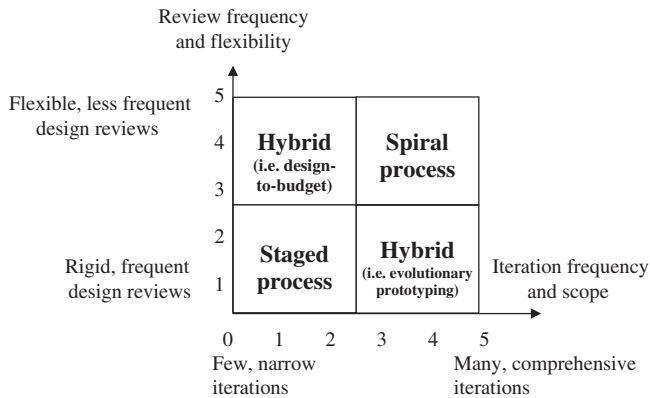 Review frequency
and flexibility
Flexible, less frequent
design reviews
5
4
3
2
1
Hybrid
(i.e. design-
to-budget)
Spiral
process
Rigid, frequent
design reviews
Staged
process
Hybrid
(i.e. evolutionary
prototyping)
Iteration frequency
and scope
0 1 2 3 4 5
Few, narrow
iterations
Many, comprehensive
iterations